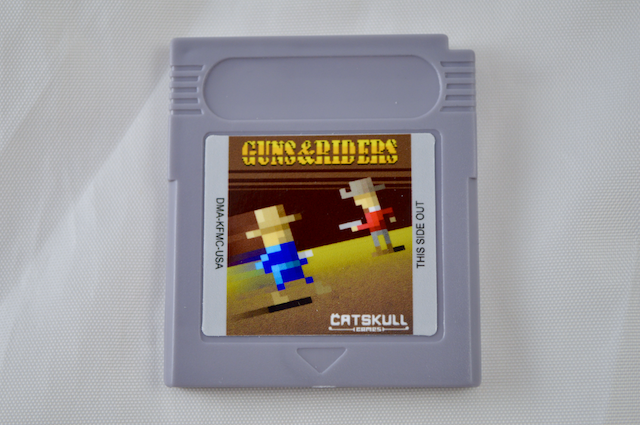 GUNS&RIDERS
DMA-KFMC-USA
THIS SIDE OUT
CATSKULL
GAMES